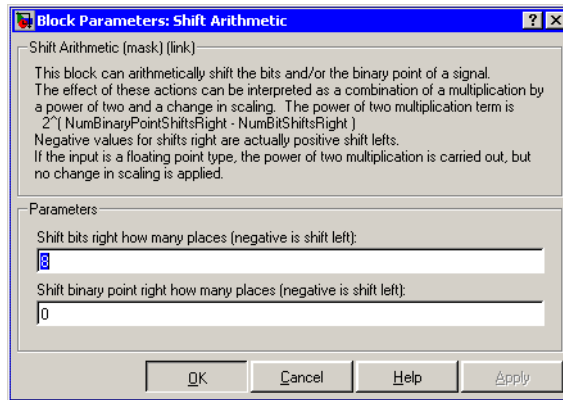 Block Parameters: Shift Arithmetic
Shift Arithmetic (mask) (link)
This block can arithmetically shift the bits and/or the binary point of a signal.
The effect of these actions can be interpreted as a combination of a multiplication by
a power of two and a change in scaling.  The power of two multiplication term is
2^( NumBinaryPointShiftsRight - NumBitShiftsRight )
Negative values for shifts right are actually positive shift lefts.
If the input is a floating point type, the power of two multiplication is carried out, but
no change in scaling is applied.
Parameters
Shift bits right how many places (negative is shift left):
8
Shift binary point right how many places (negative is shift left):
0
OK Cancel Help Apply